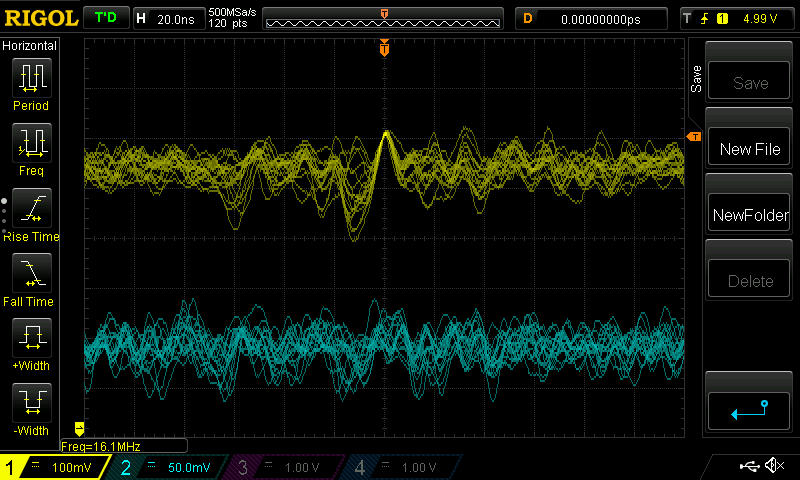 RIGOL T'D H 20.0ns 500MSa/s 120 pts D 0.00000000ps T 1 4.99 V
T
Horizontal
Period
Freq
Rise Time
Fall Time
+Width
-Width
T
Save
Save
New File
NewFolder
Delete
Freq=16.1MHz
1 = 100mV 2 = 50.0mV 3 = 1.00 V 4 = 1.00 V